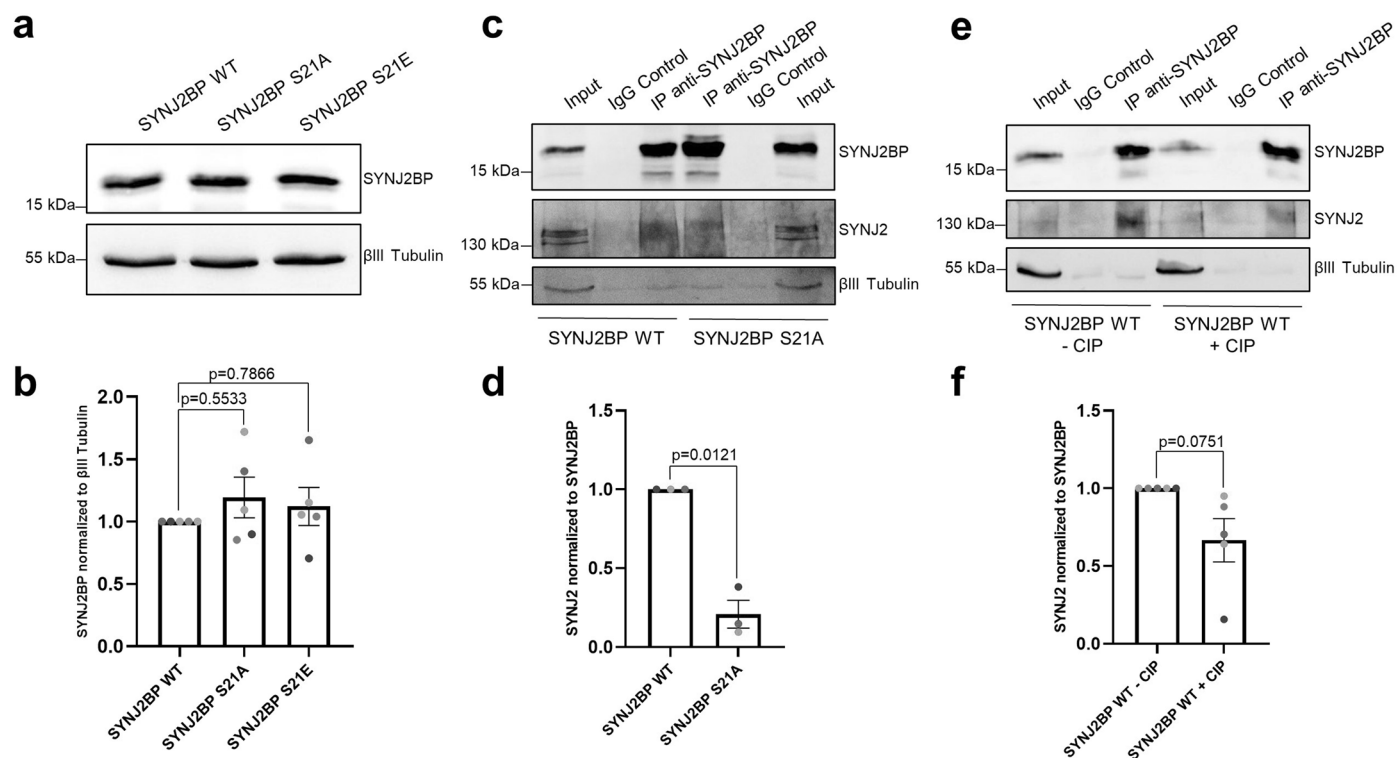 a
SYNJ2BP WT
SYNJ2BP S21A
SYNJ2BP S21E
SYNJ2BP
15 kDa
55 kDa
βIII Tubulin
c
Input
IgG Control
IP anti-SYNJ2BP
IP anti-SYNJ2BP
IgG Control
Input
SYNJ2BP
15 kDa
SYNJ2
130 kDa
55 kDa
βIII Tubulin
SYNJ2BP WT
SYNJ2BP S21A
e
Input
IgG Control
IP anti-SYNJ2BP
Input
IgG Control
IP anti-SYNJ2BP
SYNJ2BP
15 kDa
SYNJ2
130 kDa
55 kDa
βIII Tubulin
SYNJ2BP WT
- CIP
SYNJ2BP WT
+ CIP
b
SYNJ2BP normalized to βIII Tubulin
2.0
1.5
1.0
0.5
0.0
p=0.7866
p=0.5533
SYNJ2BP WT
SYNJ2BP S21A
SYNJ2BP S21E
d
SYNJ2 normalized to SYNJ2BP
1.5
1.0
0.5
0.0
p=0.0121
SYNJ2BP WT
SYNJ2BP S21A
f
SYNJ2 normalized to SYNJ2BP
1.5
1.0
0.5
0.0
p=0.0751
SYNJ2BP WT - CIP
SYNJ2BP WT + CIP